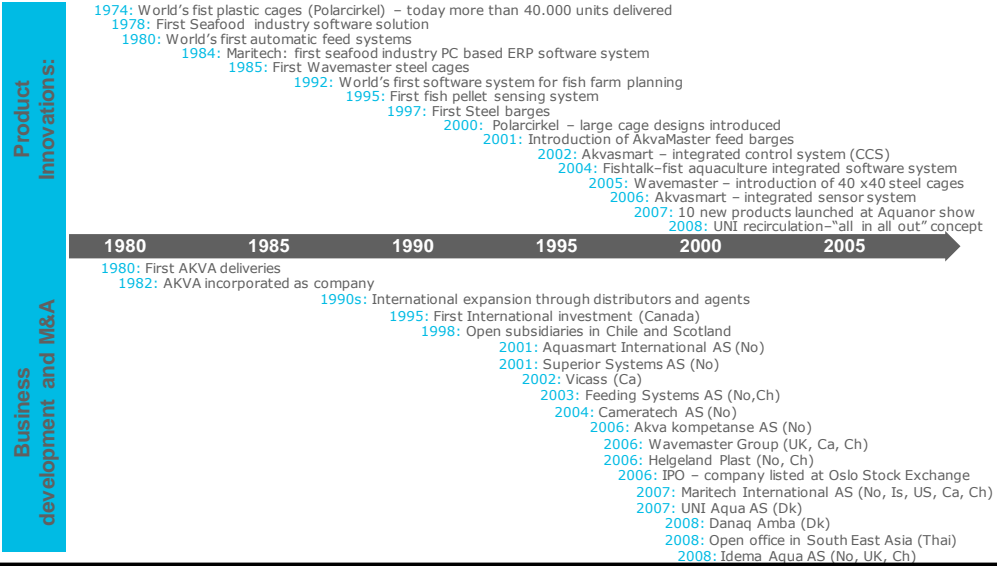 Product
Innovations:
1974: World's fist plastic cages (Polarcirkel) – today more than 40.000 units delivered
1978: First Seafood industry software solution
1980: World's first automatic feed systems
1984: Maritech: first seafood industry PC based ERP software system
1985: First Wavemaster steel cages
1992: World's first software system for fish farm planning
1995: First fish pellet sensing system
1997: First Steel barges
2000: Polarcirkel – large cage designs introduced
2001: Introduction of AkvaMaster feed barges
2002: Akvasmart – integrated control system (CCS)
2004: Fishtalk–fist aquaculture integrated software system
2005: Wavemaster – introduction of 40 x40 steel cages
2006: Akvasmart – integrated sensor system
2007: 10 new products launched at Aquanor show
2008: UNI recirculation–"all in all out" concept
1980 1985 1990 1995 2000 2005
Business
development and M&A
1980: First AKVA deliveries
1982: AKVA incorporated as company
1990s: International expansion through distributors and agents
1995: First International investment (Canada)
1998: Open subsidiaries in Chile and Scotland
2001: Aquasmart International AS (No)
2001: Superior Systems AS (No)
2002: Vicass (Ca)
2003: Feeding Systems AS (No,Ch)
2004: Cameratech AS (No)
2006: Akva kompetanse AS (No)
2006: Wavemaster Group (UK, Ca, Ch)
2006: Helgeland Plast (No, Ch)
2006: IPO – company listed at Oslo Stock Exchange
2007: Maritech International AS (No, Is, US, Ca, Ch)
2007: UNI Aqua AS (Dk)
2008: Danaq Amba (Dk)
2008: Open office in South East Asia (Thai)
2008: Idema Aqua AS (No, UK, Ch)